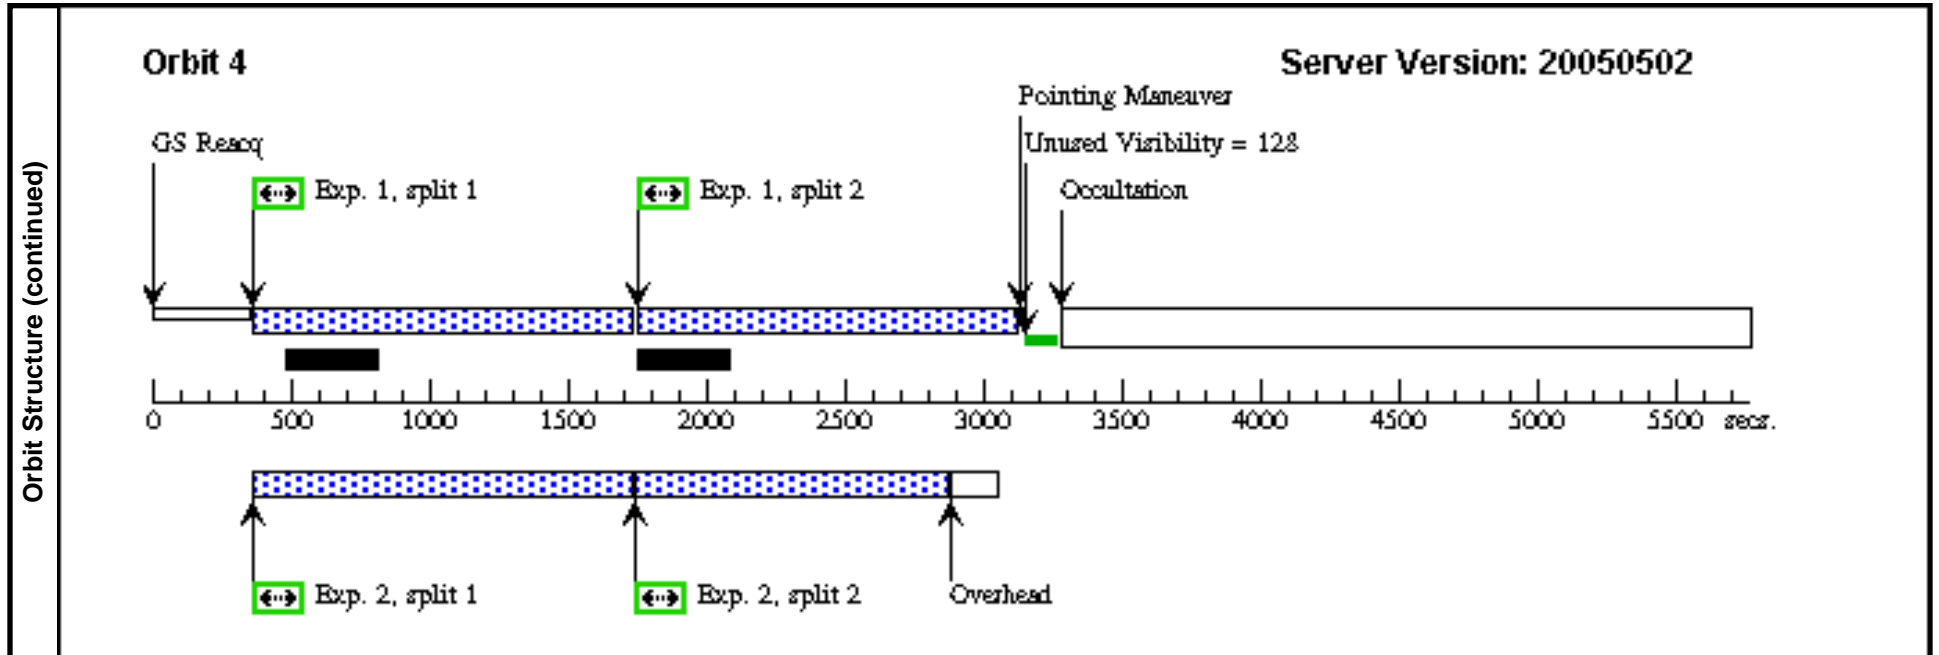 Orbit Structure (continued)
Orbit 4
Server Version: 20050502
Pointing Maneuver
GS Reacq
Unused Visibility = 128
Exp. 1, split 1
Exp. 1, split 2
Occultation
0 500 1000 1500 2000 2500 3000 3500 4000 4500 5000 5500 secs.
Exp. 2, split 1
Exp. 2, split 2
Overhead